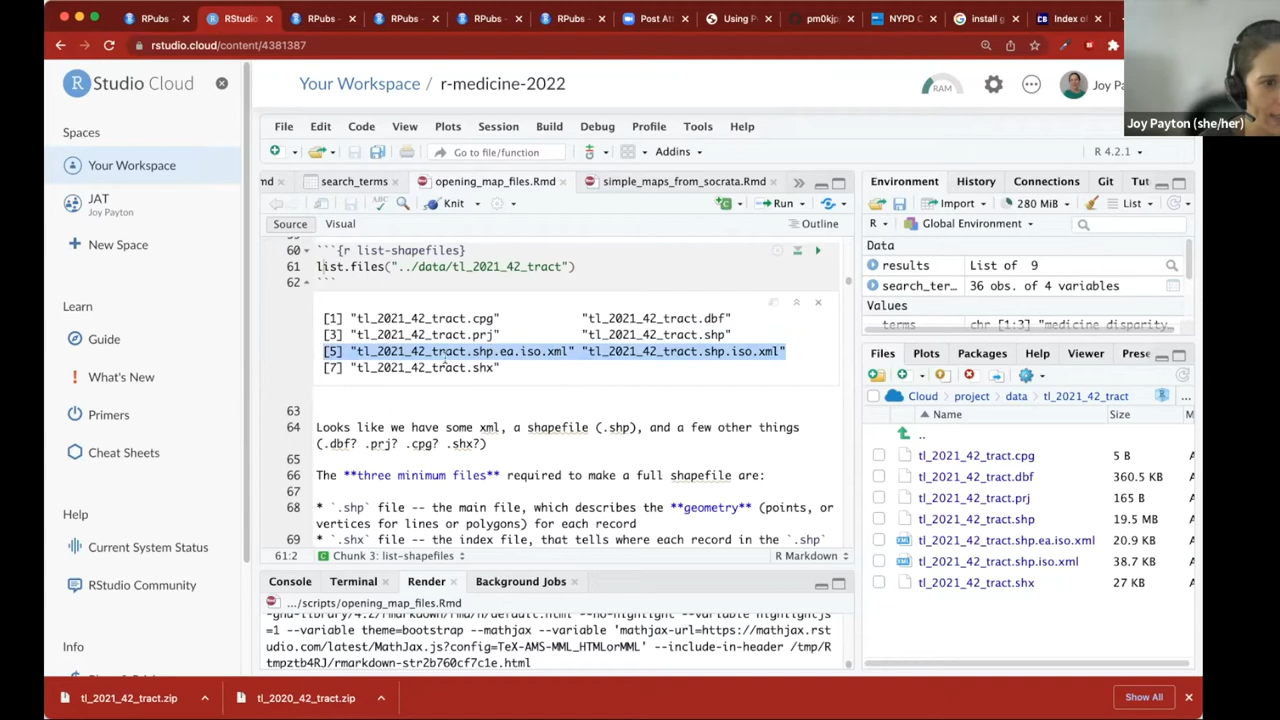 RPubs -
RStudio
RPubs -
RPubs -
RPubs -
RPubs -
Post At
Using P
pm0kjp
NYPD C
install g
Index o
rstudio.cloud/content/4381387
R Studio Cloud
Your Workspace / r-medicine-2022
RAM
Joy Pa
Joy Payton (she/her)
Spaces
Your Workspace
JAT
Joy Payton
New Space
Learn
Guide
What's New
Primers
Cheat Sheets
Help
Current System Status
RStudio Community
Info
File Edit Code View Plots Session Build Debug Profile Tools Help
Go to file/function
Addins
R 4.2.1
md
search_terms
opening_map_files.Rmd
simple_maps_from_socrata.Rmd
Knit
Run
Source Visual
Outline
60 ```{r list-shapefiles}
61 list.files("../data/tl_2021_42_tract")
62 ```
[1] "tl_2021_42_tract.cpg" "tl_2021_42_tract.dbf"
[3] "tl_2021_42_tract.prj" "tl_2021_42_tract.shp"
[5] "tl_2021_42_tract.shp.ea.iso.xml" "tl_2021_42_tract.shp.iso.xml"
[7] "tl_2021_42_tract.shx"
63
64 Looks like we have some xml, a shapefile (.shp), and a few other things
(.dbf? .prj? .cpg? .shx?)
65
66 The **three minimum files** required to make a full shapefile are:
67
68 * `.shp` file -- the main file, which describes the **geometry** (points, or
vertices for lines or polygons) for each record
69 * `.shx` file -- the index file, that tells where each record in the `.shp`
61:2 Chunk 3: list-shapefiles R Markdown
Console Terminal Render Background Jobs
.../scripts/opening_map_files.Rmd
=1 --variable theme=bootstrap --mathjax --variable 'mathjax-url=https://mathjax.rst
udio.com/latest/MathJax.js?config=TeX-AMS-MML_HTMLorMML' --include-in-header /tmp/R
tmpztb4RJ/rmarkdown-str2b760cf7c1e.html
Environment History Connections Git Tut
Import 280 MiB List
R Global Environment
Data
results List of 9
search_ter... 36 obs. of 4 variables
Values
terms chr [1:3] "medicine disparity
Files Plots Packages Help Viewer Prese
Cloud project data tl_2021_42_tract ...
Name Size M
..
tl_2021_42_tract.cpg 5 B
tl_2021_42_tract.dbf 360.5 KB
tl_2021_42_tract.prj 165 B
tl_2021_42_tract.shp 19.5 MB
tl_2021_42_tract.shp.ea.iso.xml 20.9 KB
tl_2021_42_tract.shp.iso.xml 38.7 KB
tl_2021_42_tract.shx 27 KB
tl_2021_42_tract.zip
tl_2020_42_tract.zip
Show All